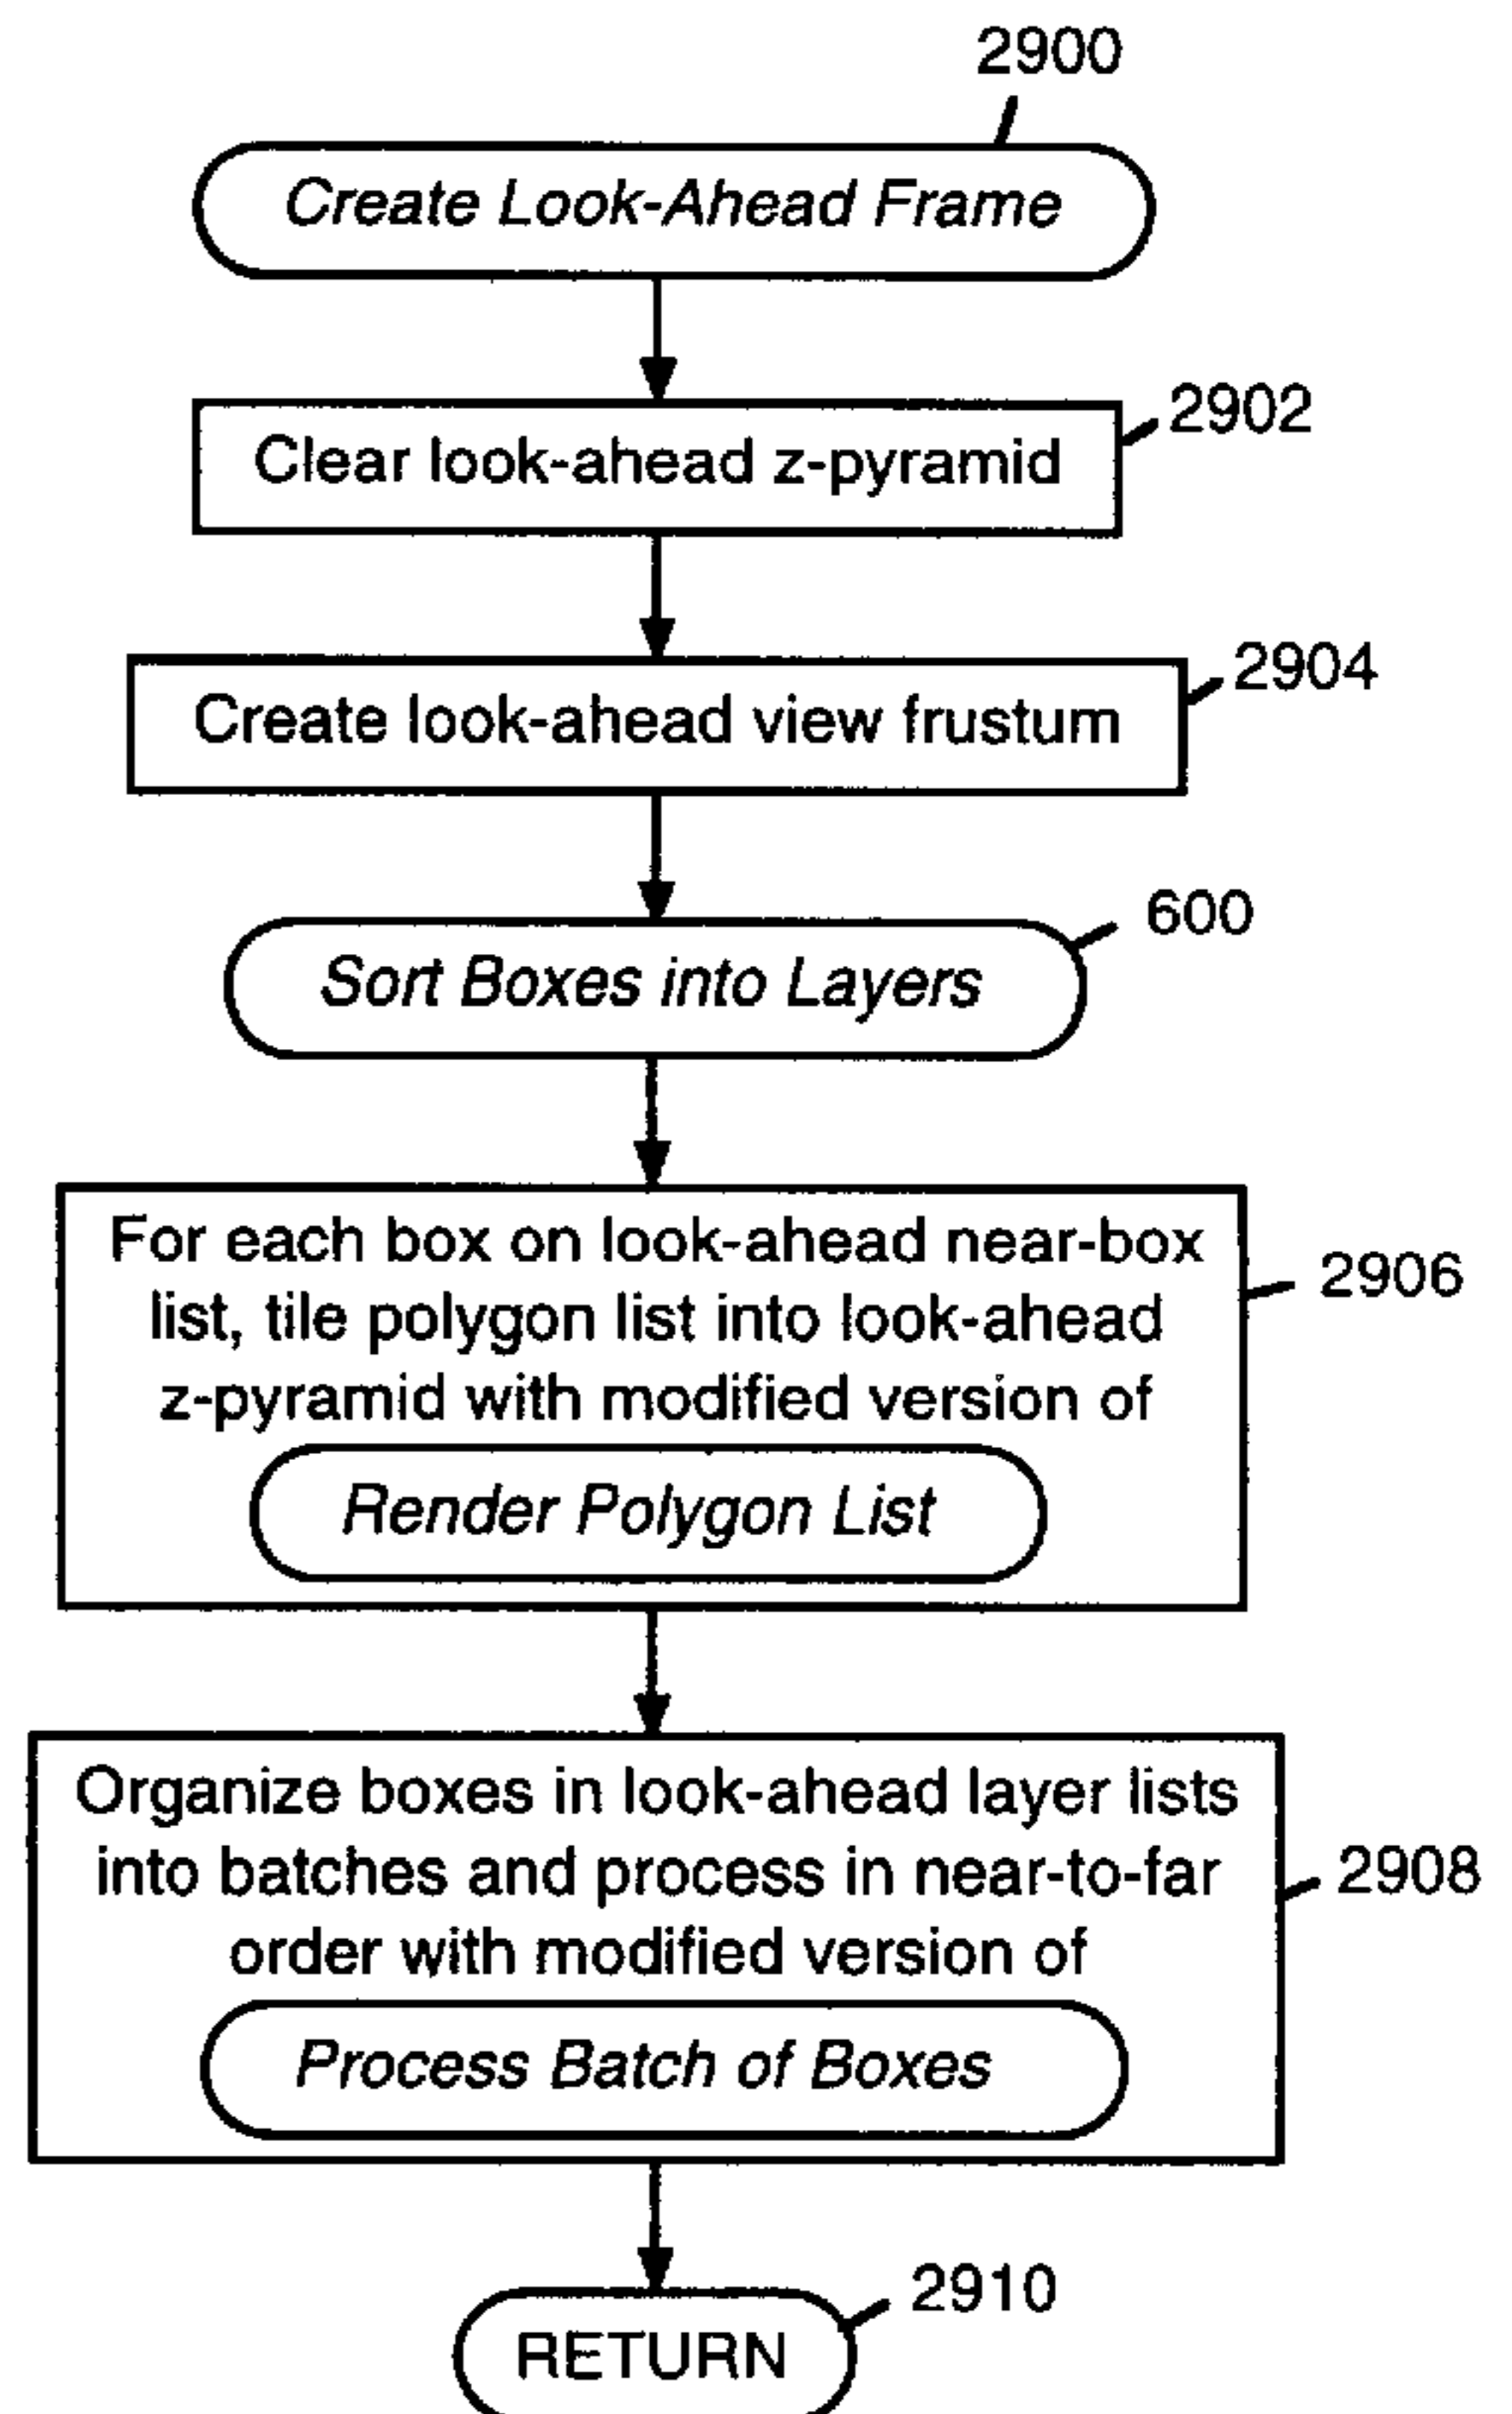 2900
Create Look-Ahead Frame
2902
Clear look-ahead z-pyramid
2904
Create look-ahead view frustum
600
Sort Boxes into Layers
For each box on look-ahead near-box
list, tile polygon list into look-ahead
z-pyramid with modified version of
Render Polygon List
2906
Organize boxes in look-ahead layer lists
into batches and process in near-to-far
order with modified version of
Process Batch of Boxes
2908
2910
RETURN